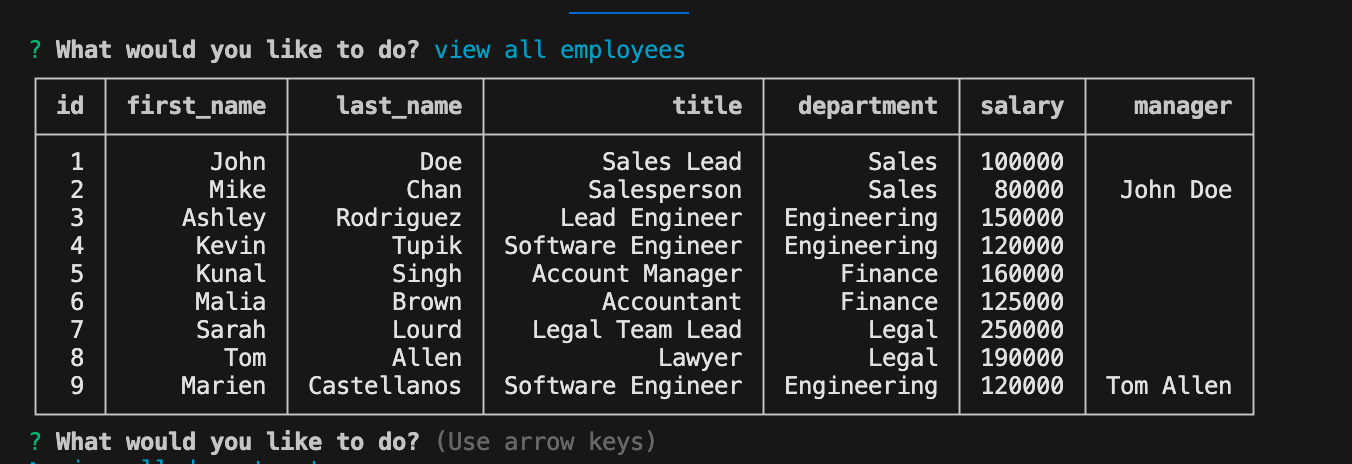 ? What would you like to do? view all employees
id first_name last_name title department salary manager
1 John Doe Sales Lead Sales 100000
2 Mike Chan Salesperson Sales 80000 John Doe
3 Ashley Rodriguez Lead Engineer Engineering 150000
4 Kevin Tupik Software Engineer Engineering 120000
5 Kunal Singh Account Manager Finance 160000
6 Malia Brown Accountant Finance 125000
7 Sarah Lourd Legal Team Lead Legal 250000
8 Tom Allen Lawyer Legal 190000
9 Marien Castellanos Software Engineer Engineering 120000 Tom Allen
? What would you like to do? (Use arrow keys)